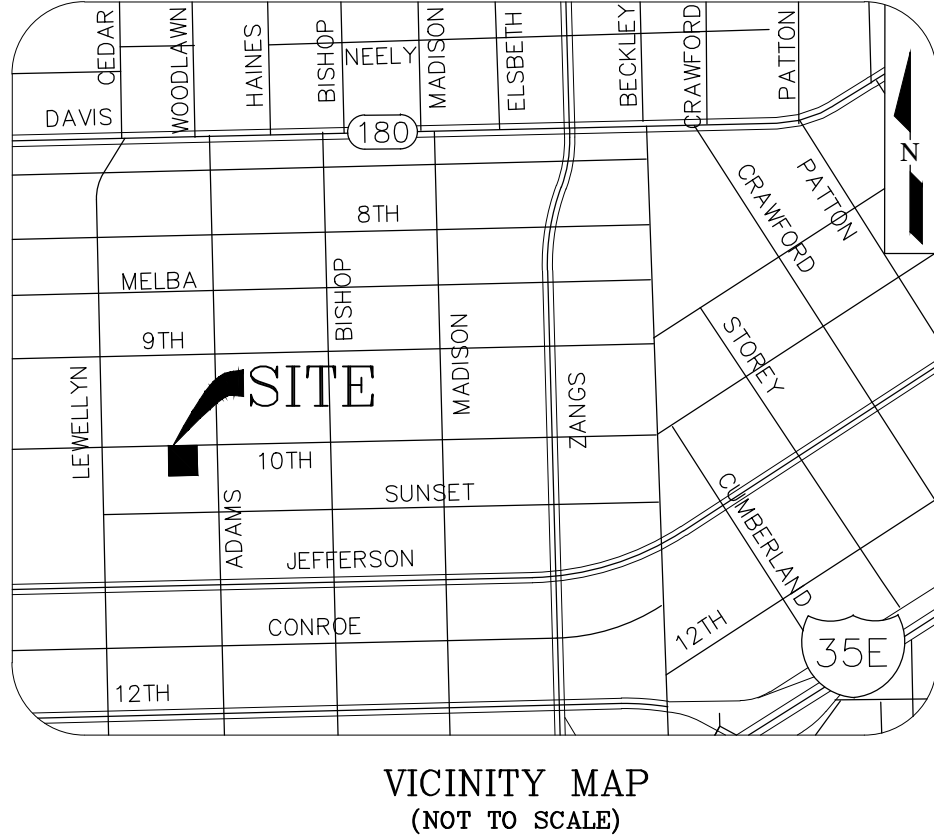 CEDAR
WOODLAWN
HAINES
BISHOP
NEELY
MADISON
ELSBETH
BECKLEY
CRAWFORD
PATTON
DAVIS
180
N
8TH
CRAWFORD
PATTON
MELBA
BISHOP
9TH
MADISON
STOREY
LEWELLYN
SITE
ZANGS
10TH
SUNSET
ADAMS
CUMBERLAND
JEFFERSON
CONROE
12TH
35E
12TH
VICINITY MAP
(NOT TO SCALE)